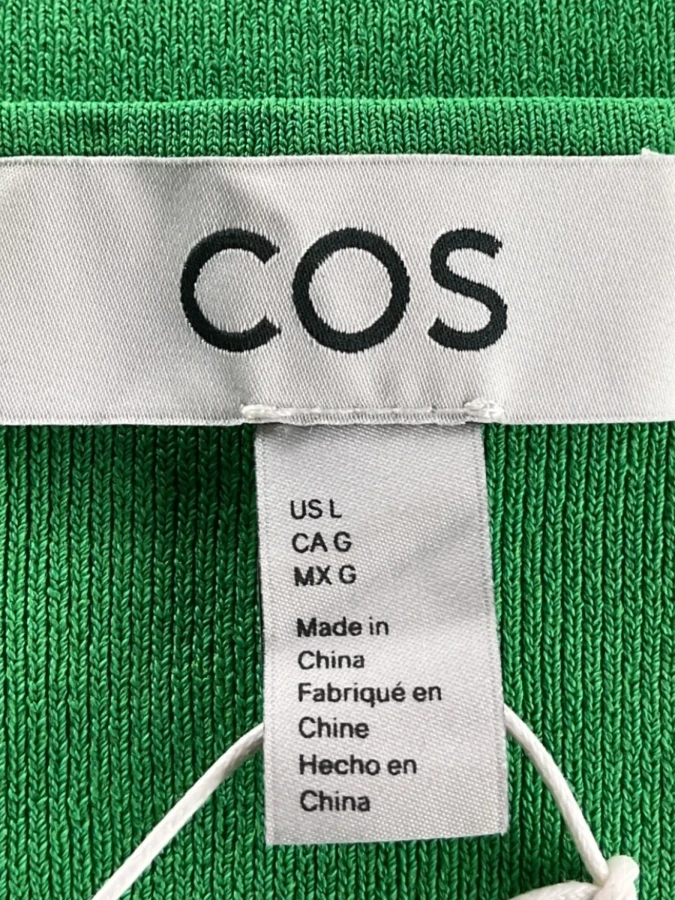 COS
US L
CA G
MX G
Made in
China
Fabriqué en
Chine
Hecho en
China